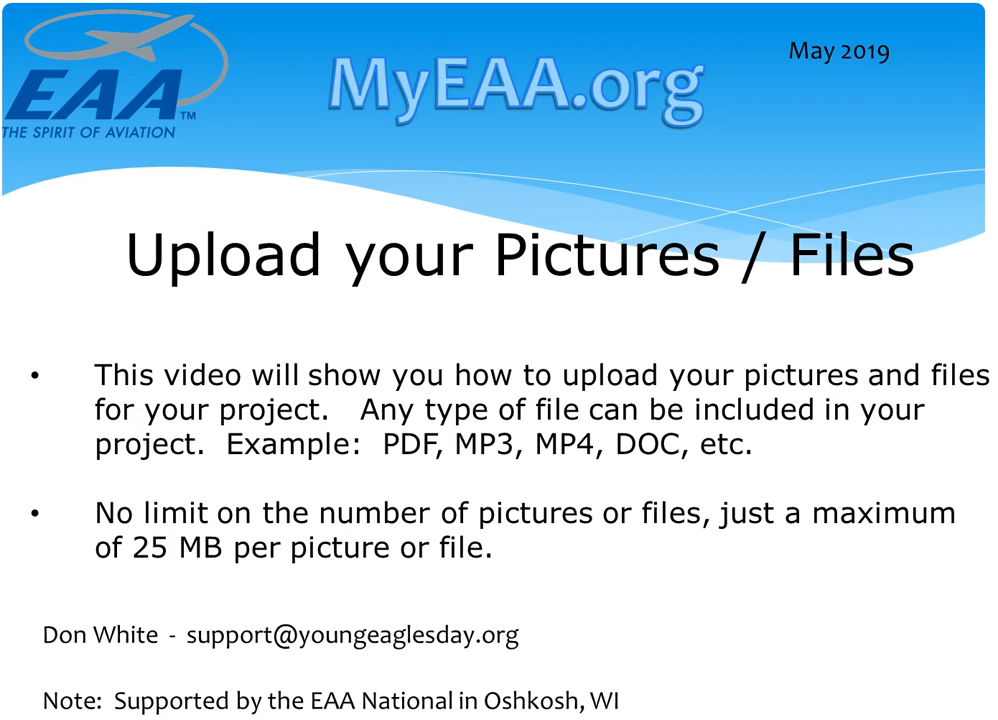 EAA™
THE SPIRIT OF AVIATION
MyEAA.org
May 2019
Upload your Pictures / Files
• This video will show you how to upload your pictures and files
for your project. Any type of file can be included in your
project. Example: PDF, MP3, MP4, DOC, etc.
• No limit on the number of pictures or files, just a maximum
of 25 MB per picture or file.
Don White - support@youngeaglesday.org
Note: Supported by the EAA National in Oshkosh, WI